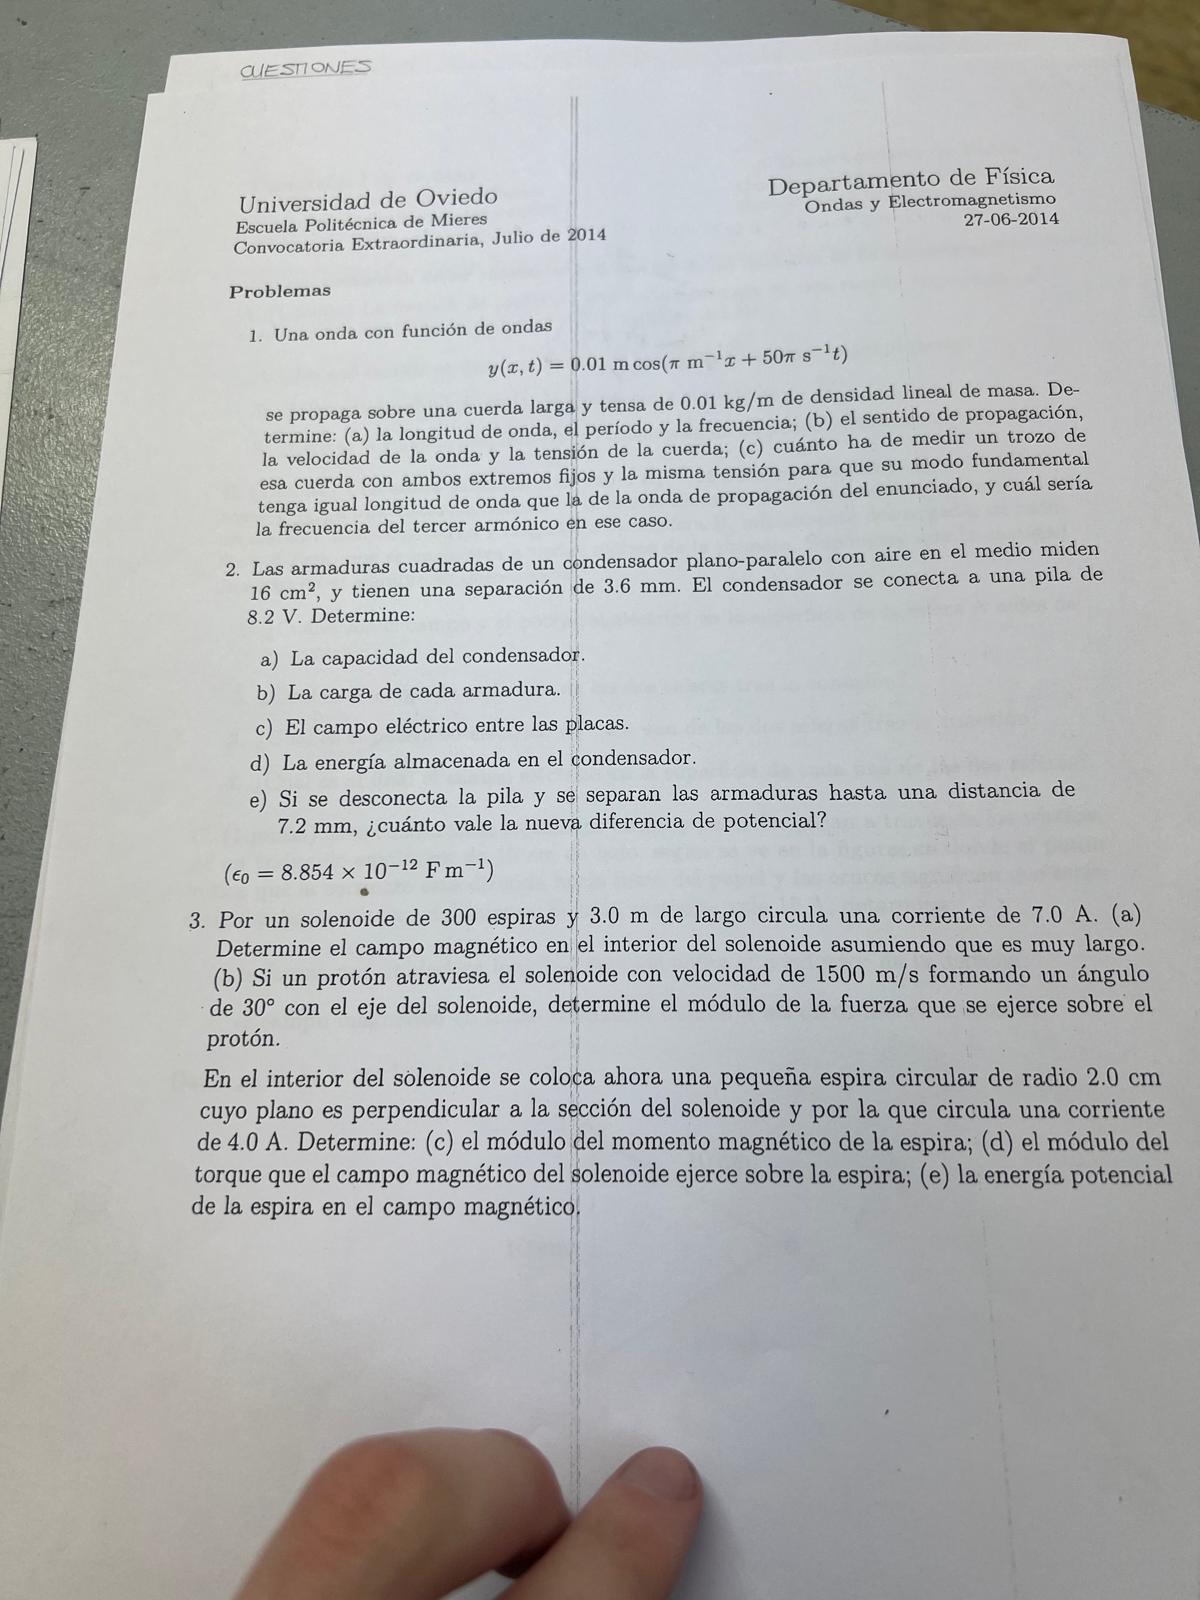 CUESTIONES
Universidad de Oviedo
Escuela Politécnica de Mieres
Convocatoria Extraordinaria, Julio de 2014
Departamento de Física
Ondas y Electromagnetismo
27-06-2014
Problemas
1. Una onda con función de ondas
y(x, t) = 0.01 m cos(π m⁻¹x + 50π s⁻¹t)
se propaga sobre una cuerda larga y tensa de 0.01 kg/m de densidad lineal de masa. De-
termine: (a) la longitud de onda, el período y la frecuencia; (b) el sentido de propagación,
la velocidad de la onda y la tensión de la cuerda; (c) cuánto ha de medir un trozo de
esa cuerda con ambos extremos fijos y la misma tensión para que su modo fundamental
tenga igual longitud de onda que la de la onda de propagación del enunciado, y cuál sería
la frecuencia del tercer armónico en ese caso.
2. Las armaduras cuadradas de un condensador plano-paralelo con aire en el medio miden
16 cm², y tienen una separación de 3.6 mm. El condensador se conecta a una pila de
8.2 V. Determine:
a) La capacidad del condensador.
b) La carga de cada armadura.
c) El campo eléctrico entre las placas.
d) La energía almacenada en el condensador.
e) Si se desconecta la pila y se separan las armaduras hasta una distancia de
7.2 mm, ¿cuánto vale la nueva diferencia de potencial?
(ϵ₀ = 8.854 × 10⁻¹² F m⁻¹)
3. Por un solenoide de 300 espiras y 3.0 m de largo circula una corriente de 7.0 A. (a)
Determine el campo magnético en el interior del solenoide asumiendo que es muy largo.
(b) Si un protón atraviesa el solenoide con velocidad de 1500 m/s formando un ángulo
de 30° con el eje del solenoide, determine el módulo de la fuerza que se ejerce sobre el
protón.
En el interior del solenoide se coloca ahora una pequeña espira circular de radio 2.0 cm
cuyo plano es perpendicular a la sección del solenoide y por la que circula una corriente
de 4.0 A. Determine: (c) el módulo del momento magnético de la espira; (d) el módulo del
torque que el campo magnético del solenoide ejerce sobre la espira; (e) la energía potencial
de la espira en el campo magnético.